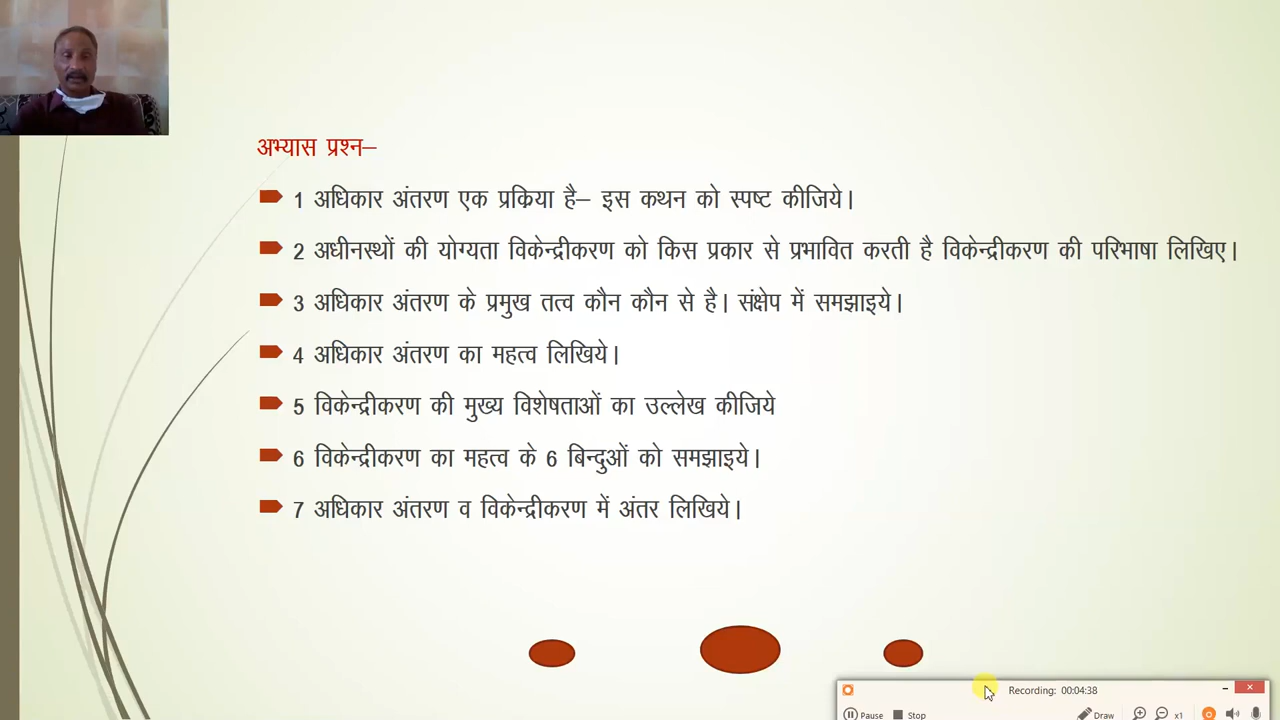 अभ्यास प्रश्न–
1 अधिकार अंतरण एक प्रकिया है– इस कथन को स्पष्ट कीजिये।
2 अधीनस्थों की योग्यता विकेन्द्रीकरण को किस प्रकार से प्रभावित करती है विकेन्द्रीकरण की परिभाषा लिखिए।
3 अधिकार अंतरण के प्रमुख तत्व कौन कौन से है। संक्षेप में समझाइये।
4 अधिकार अंतरण का महत्व लिखिये।
5 विकेन्द्रीकरण की मुख्य विशेषताओं का उल्लेख कीजिये
6 विकेन्द्रीकरण का महत्व के 6 बिन्दुओं को समझाइये।
7 अधिकार अंतरण व विकेन्द्रीकरण में अंतर लिखिये।
Recording: 00:04:38
Pause Stop Draw x1